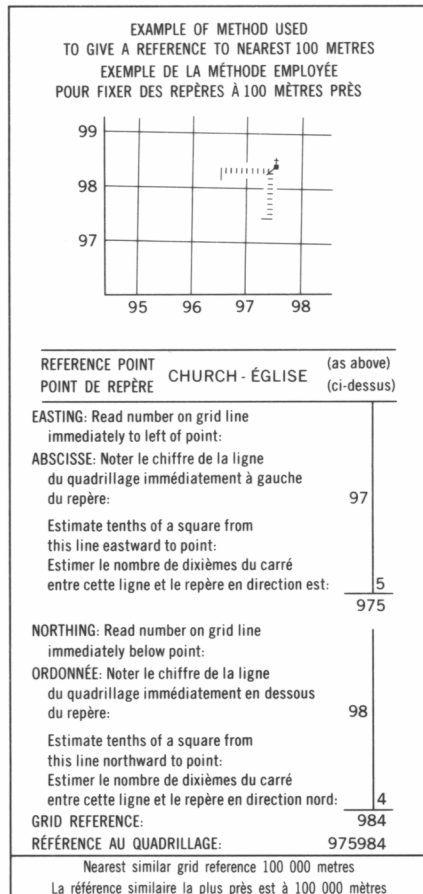 EXAMPLE OF METHOD USED
TO GIVE A REFERENCE TO NEAREST 100 METRES
EXEMPLE DE LA MÉTHODE EMPLOYÉE
POUR FIXER DES REPÈRES À 100 MÈTRES PRÈS
99
98
97
95 96 97 98
REFERENCE POINT
POINT DE REPÈRE
CHURCH - ÉGLISE
(as above)
(ci-dessus)
EASTING: Read number on grid line
immediately to left of point:
ABSCISSE: Noter le chiffre de la ligne
du quadrillage immédiatement à gauche
du repère: 97
Estimate tenths of a square from
this line eastward to point:
Estimer le nombre de dixièmes du carré
entre cette ligne et le repère en direction est: 5
975
NORTHING: Read number on grid line
immediately below point:
ORDONNÉE: Noter le chiffre de la ligne
du quadrillage immédiatement en dessous
du repère: 98
Estimate tenths of a square from
this line northward to point:
Estimer le nombre de dixièmes du carré
entre cette ligne et le repère en direction nord: 4
GRID REFERENCE: 984
RÉFÉRENCE AU QUADRILLAGE: 975984
Nearest similar grid reference 100 000 metres
La référence similaire la plus près est à 100 000 mètres